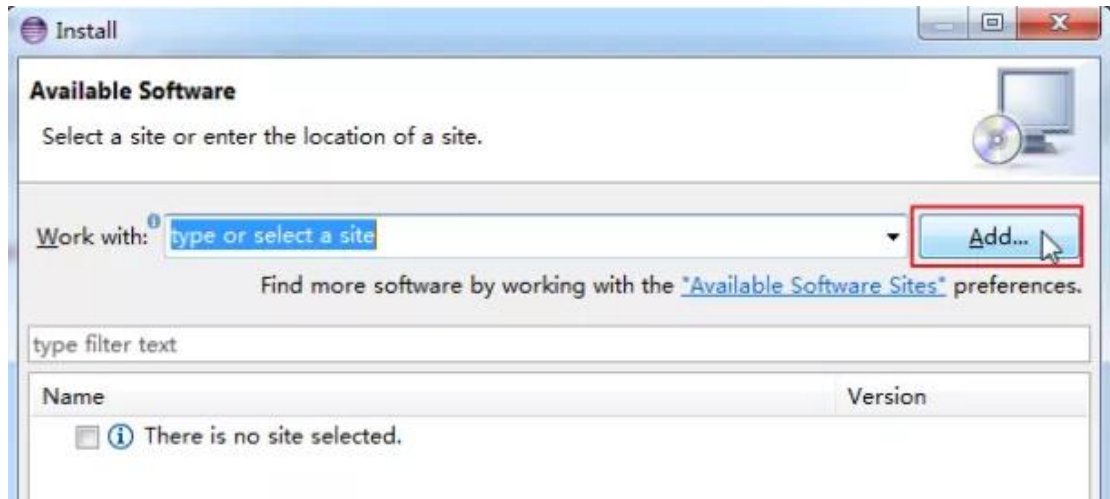 Install
Available Software
Select a site or enter the location of a site.
Work with: type or select a site Add...
Find more software by working with the "Available Software Sites" preferences.
type filter text
Name Version
There is no site selected.